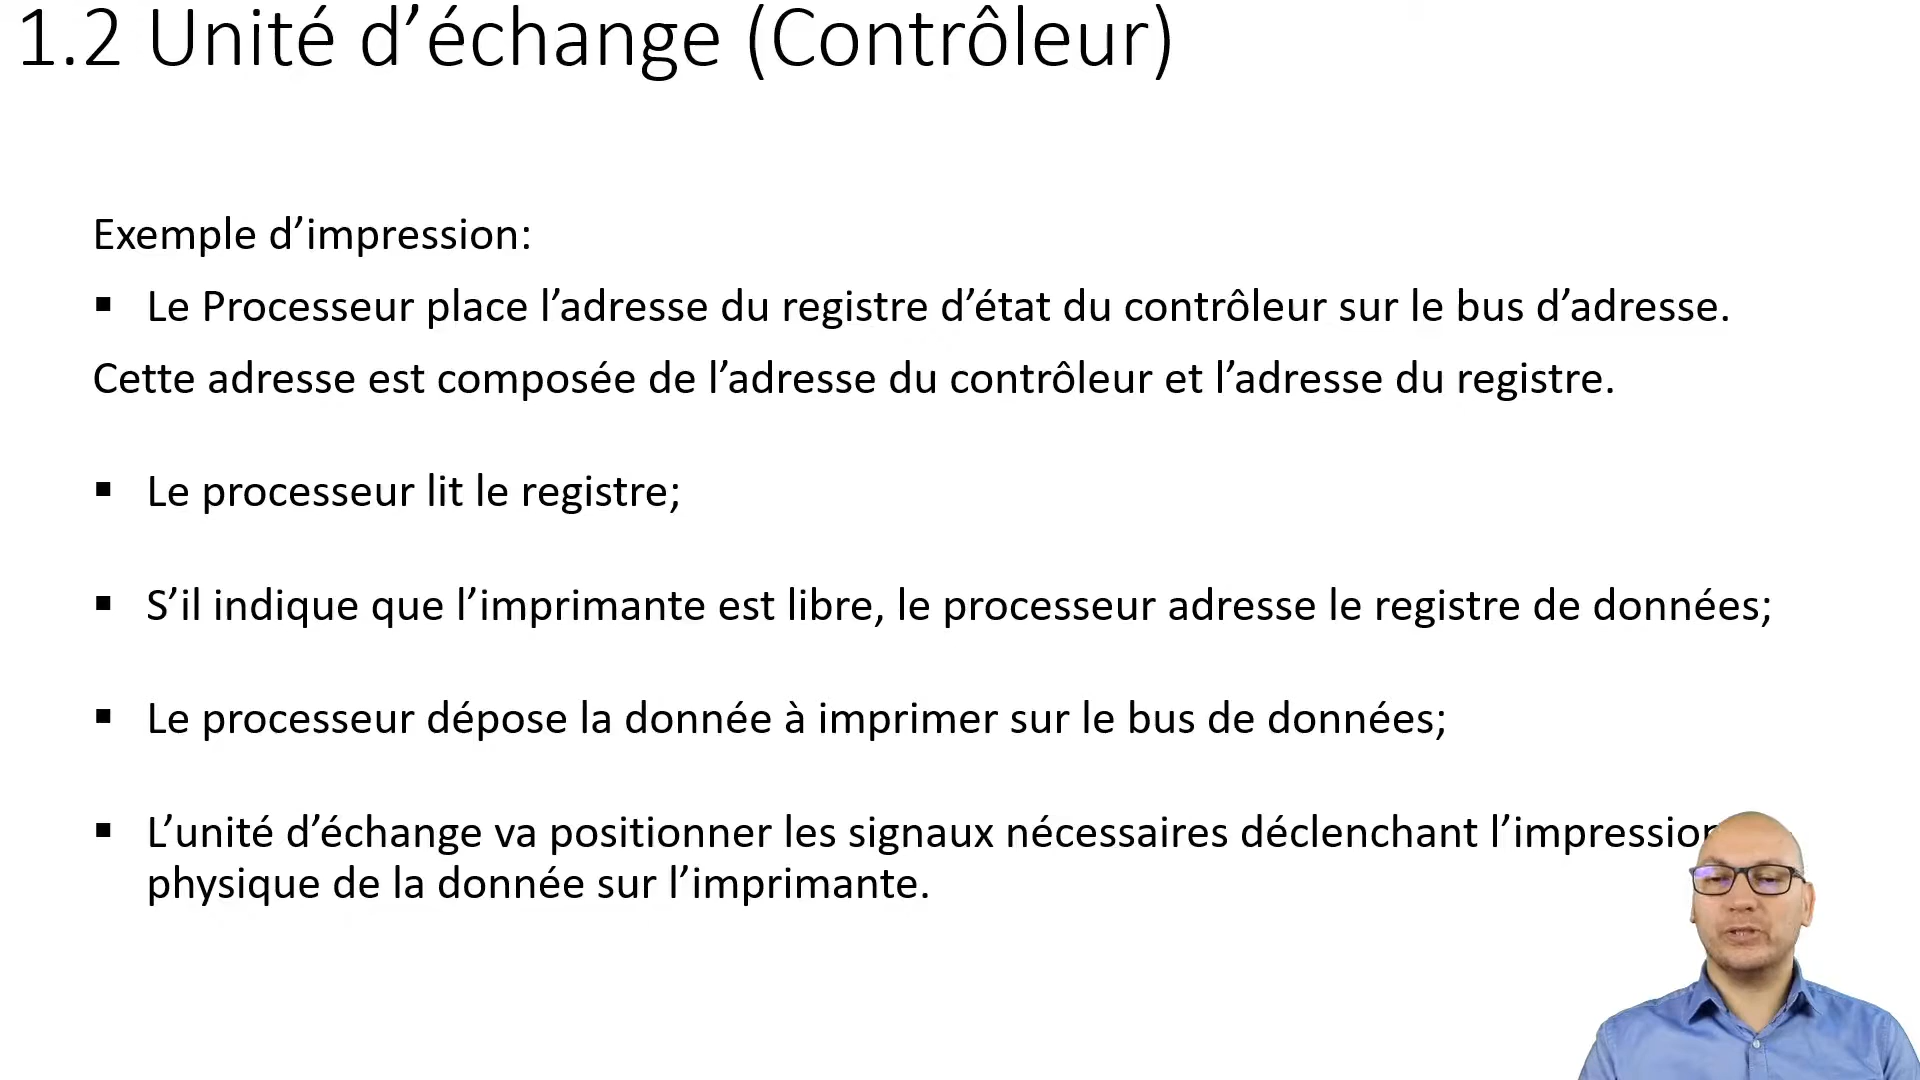 1.2 Unité d’échange (Contrôleur)
Exemple d’impression:
▪ Le Processeur place l’adresse du registre d’état du contrôleur sur le bus d’adresse.
Cette adresse est composée de l’adresse du contrôleur et l’adresse du registre.
▪ Le processeur lit le registre;
▪ S’il indique que l’imprimante est libre, le processeur adresse le registre de données;
▪ Le processeur dépose la donnée à imprimer sur le bus de données;
▪ L’unité d’échange va positionner les signaux nécessaires déclenchant l’impression
physique de la donnée sur l’imprimante.